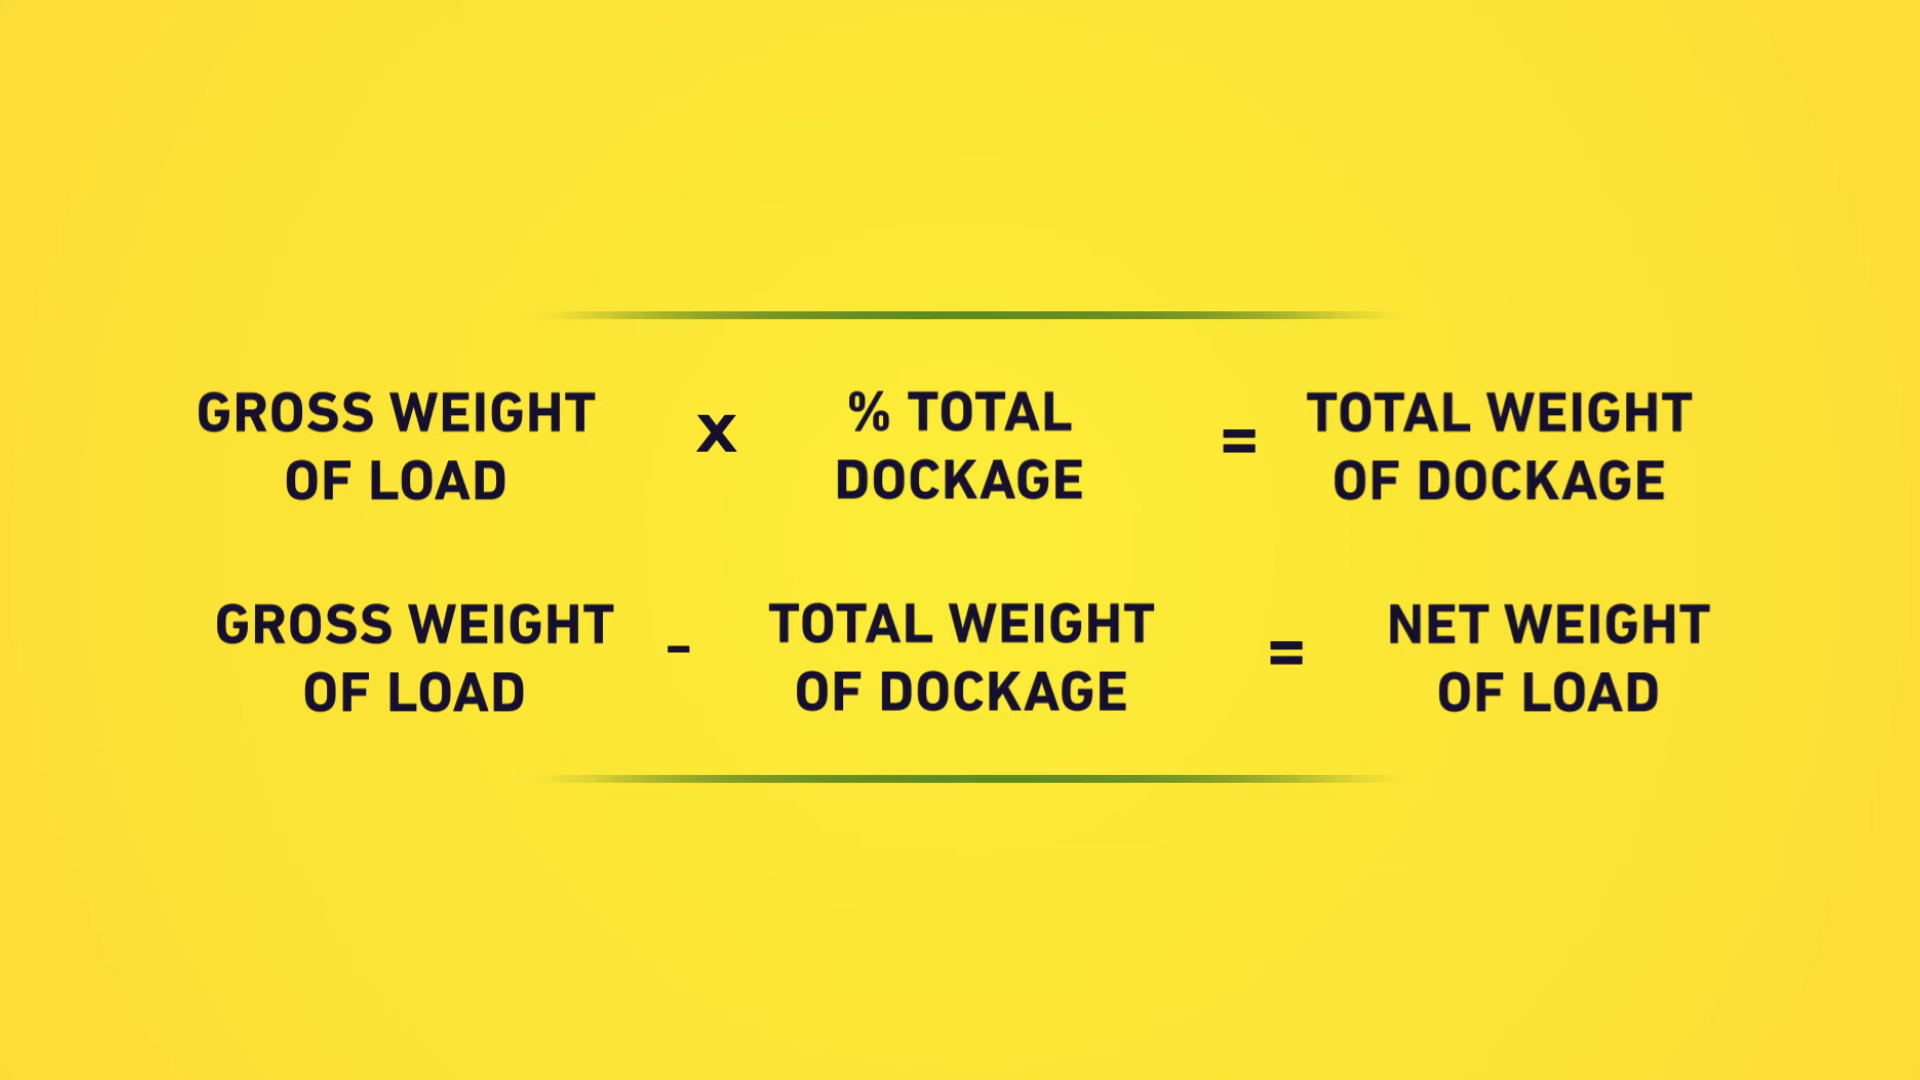 GROSS WEIGHT
OF LOAD
x
% TOTAL
DOCKAGE
=
TOTAL WEIGHT
OF DOCKAGE
GROSS WEIGHT
OF LOAD
-
TOTAL WEIGHT
OF DOCKAGE
=
NET WEIGHT
OF LOAD